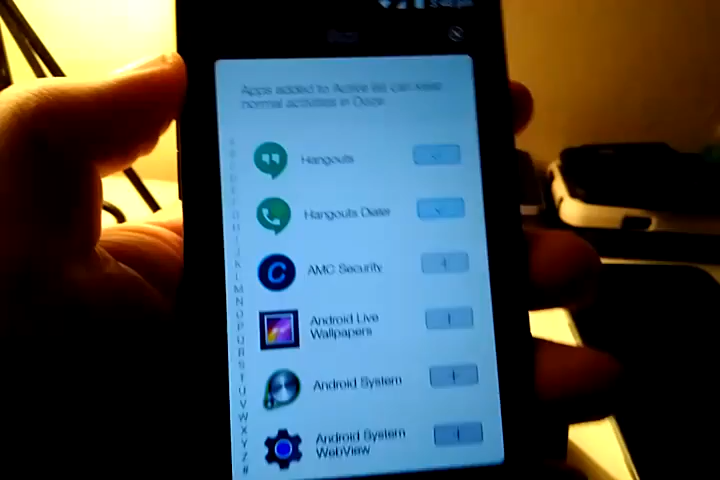 Apps added to Active list can keep
normal activities in Doze
Hangouts
Hangouts Dialer
AMC Security
Android Live
Wallpapers
Android System
Android System
WebView